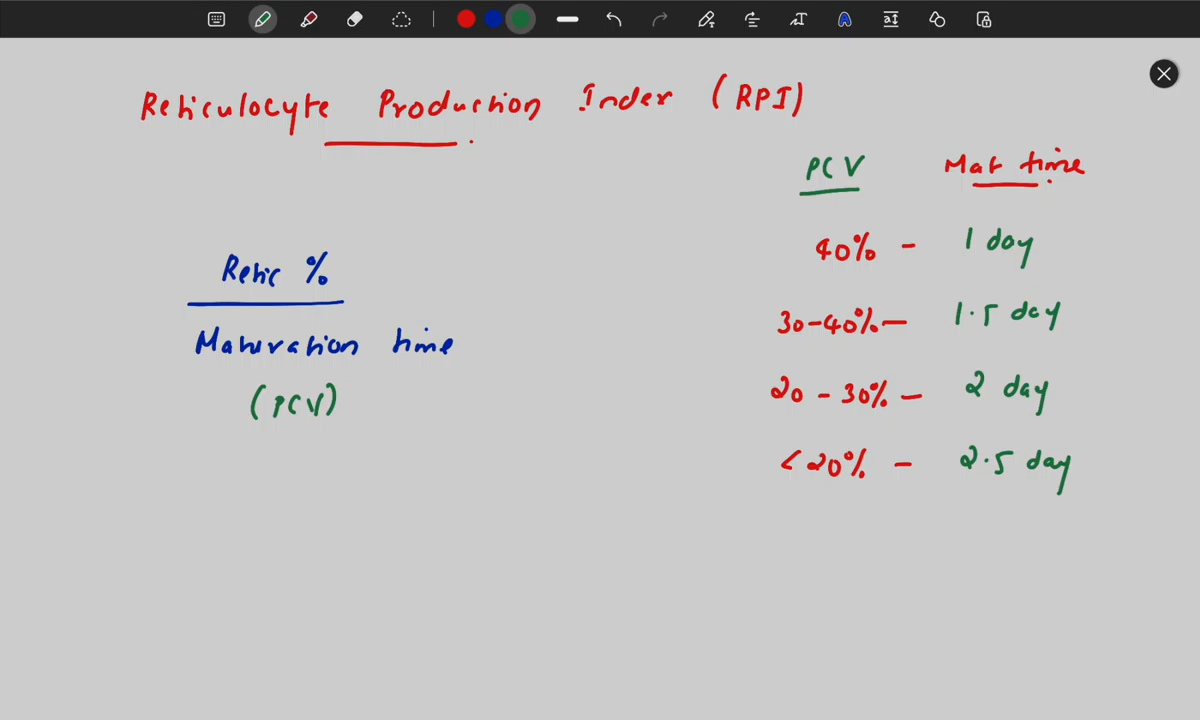 Reticulocyte Production Index (RPI)
Retic %
Maturation time
(PCV)
PCV Mat time
40% - 1 day
30-40% - 1.5 day
20 - 30% - 2 day
<20% - 2.5 day